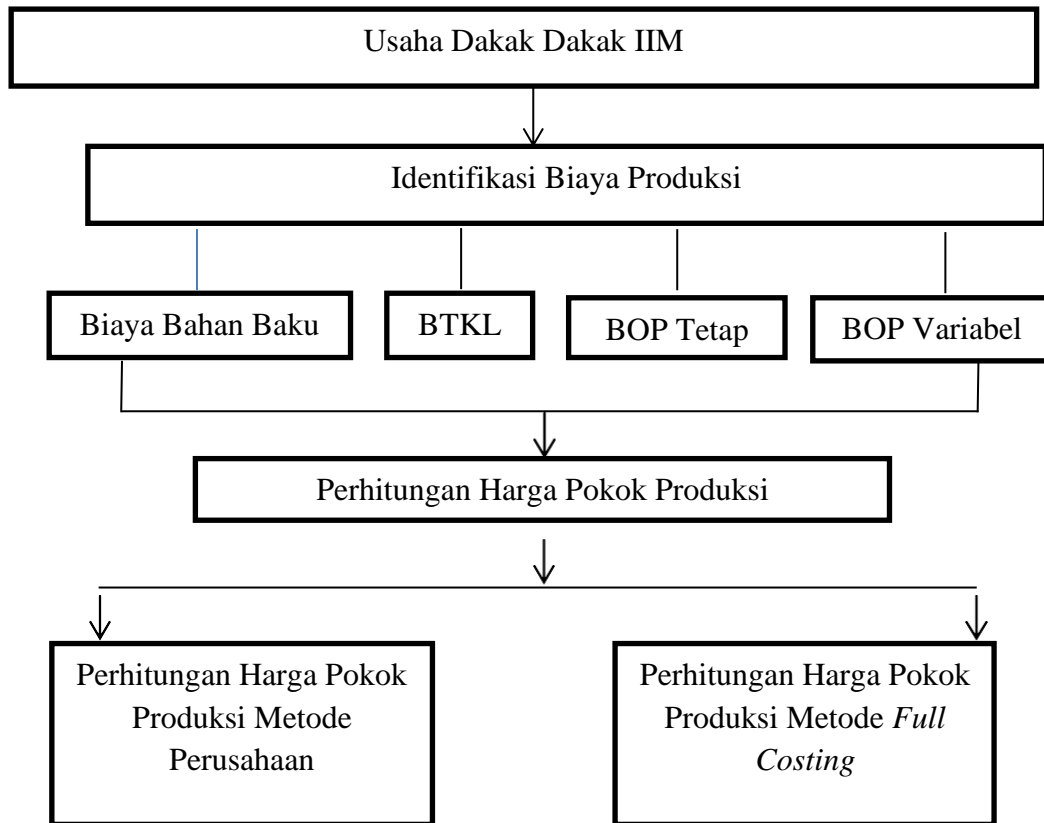 Usaha Dakak Dakak IIM
Identifikasi Biaya Produksi
Biaya Bahan Baku
BTKL
BOP Tetap
BOP Variabel
Perhitungan Harga Pokok Produksi
Perhitungan Harga Pokok
Produksi Metode
Perusahaan
Perhitungan Harga Pokok
Produksi Metode Full
Costing